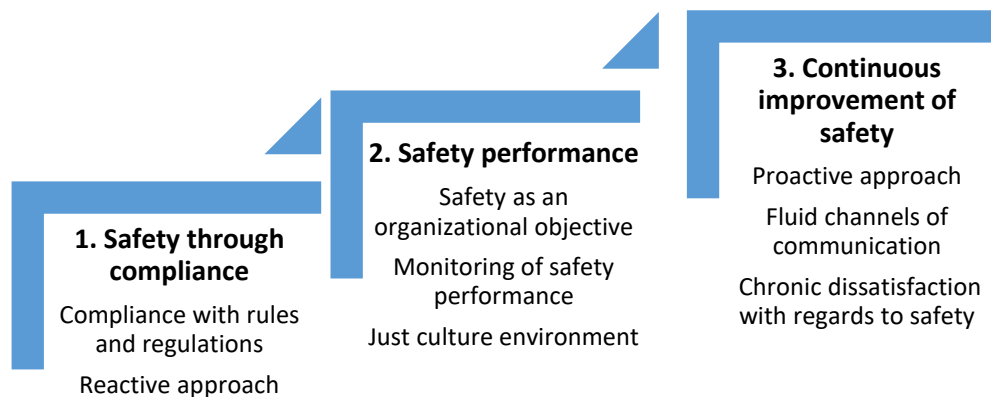 1. Safety through
compliance
Compliance with rules
and regulations
Reactive approach
2. Safety performance
Safety as an
organizational objective
Monitoring of safety
performance
Just culture environment
3. Continuous
improvement of
safety
Proactive approach
Fluid channels of
communication
Chronic dissatisfaction
with regards to safety